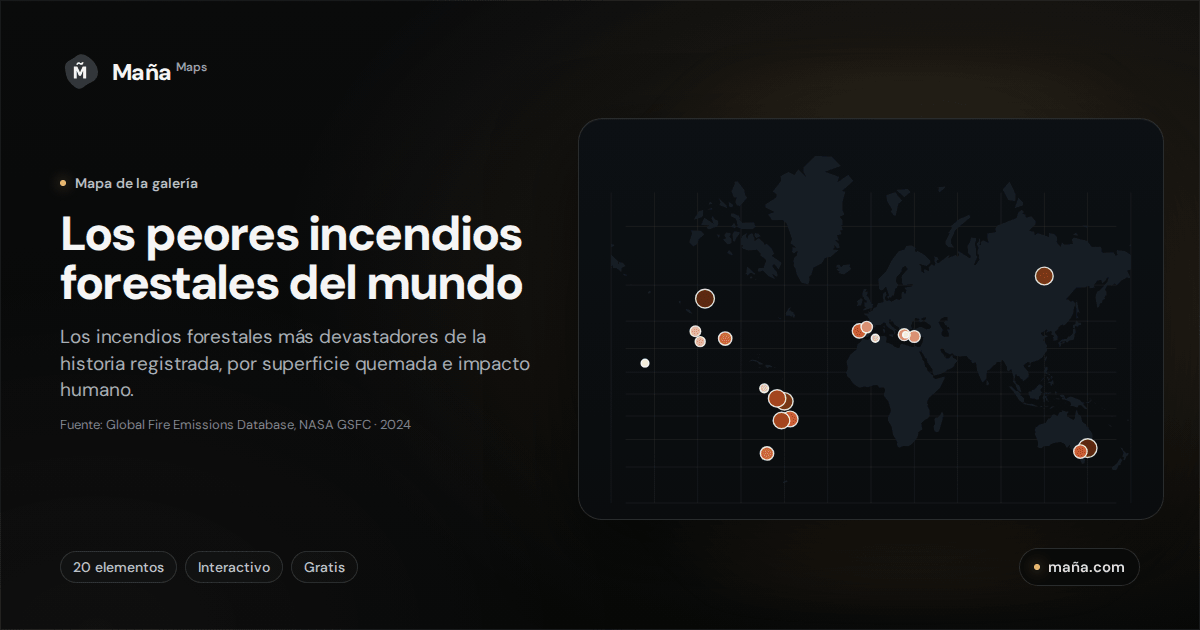 M̃
Maña Maps
Mapa de la galería
Los peores incendios
forestales del mundo
Los incendios forestales más devastadores de la
historia registrada, por superficie quemada e impacto
humano.
Fuente: Global Fire Emissions Database, NASA GSFC · 2024
20 elementos
Interactivo
Gratis
maña.com